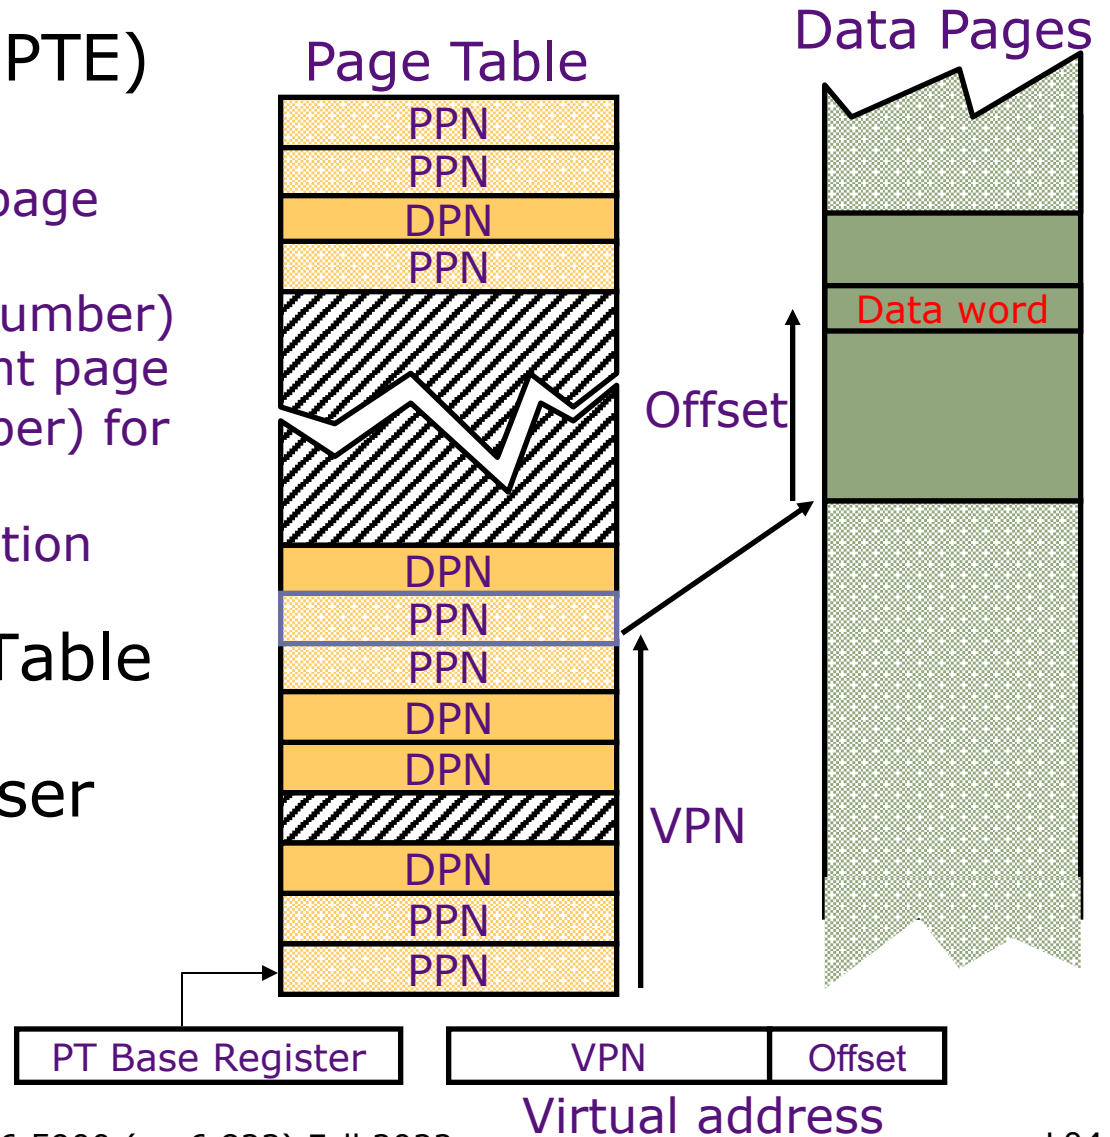 PTE)
page
umber)
nt page
ber) for
tion
Table
ser
Page Table
PPN
PPN
DPN
PPN
DPN
PPN
PPN
DPN
DPN
DPN
PPN
PPN
VPN
Data Pages
Data word
Offset
PT Base Register
VPN
Offset
Virtual address